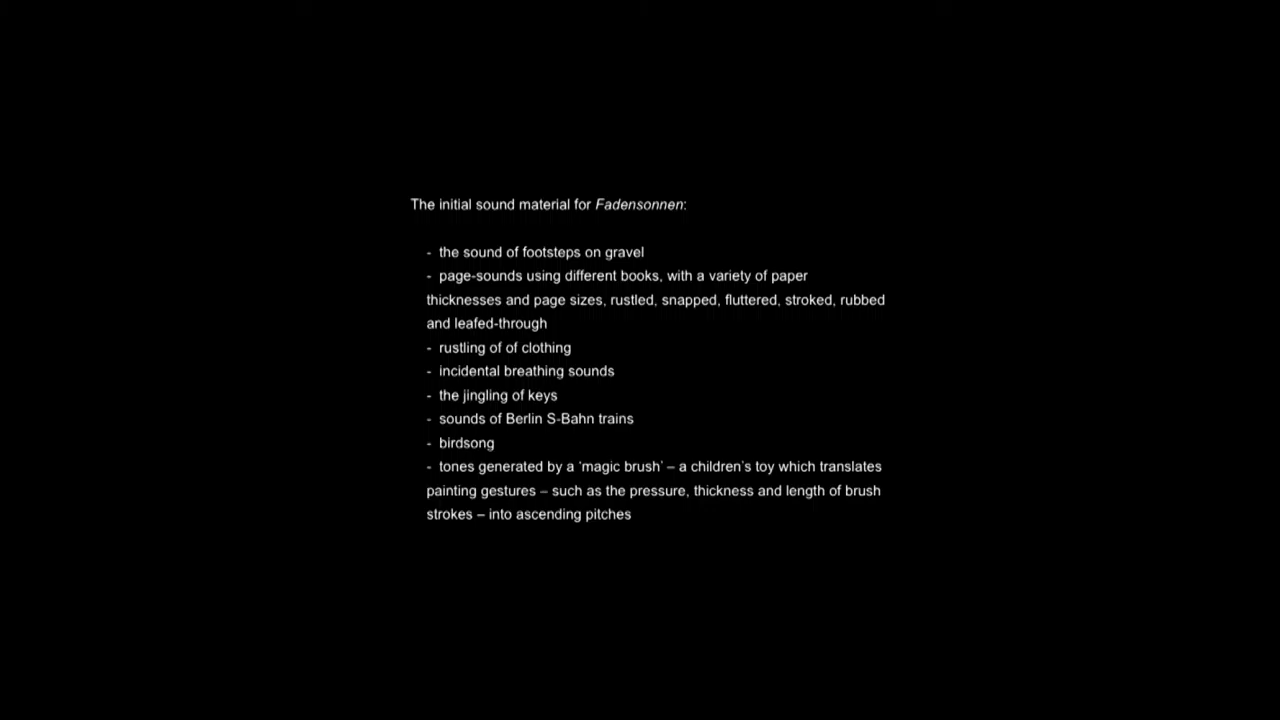 The initial sound material for Fadensonnen:
- the sound of footsteps on gravel
- page-sounds using different books, with a variety of paper
thicknesses and page sizes, rustled, snapped, fluttered, stroked, rubbed
and leafed-through
- rustling of of clothing
- incidental breathing sounds
- the jingling of keys
- sounds of Berlin S-Bahn trains
- birdsong
- tones generated by a ‘magic brush’ – a children’s toy which translates
painting gestures – such as the pressure, thickness and length of brush
strokes – into ascending pitches